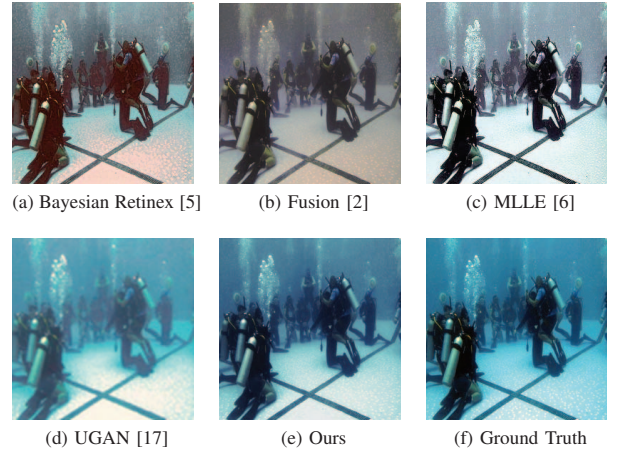 (a) Bayesian Retinex [5]
(b) Fusion [2]
(c) MLLE [6]
(d) UGAN [17]
(e) Ours
(f) Ground Truth